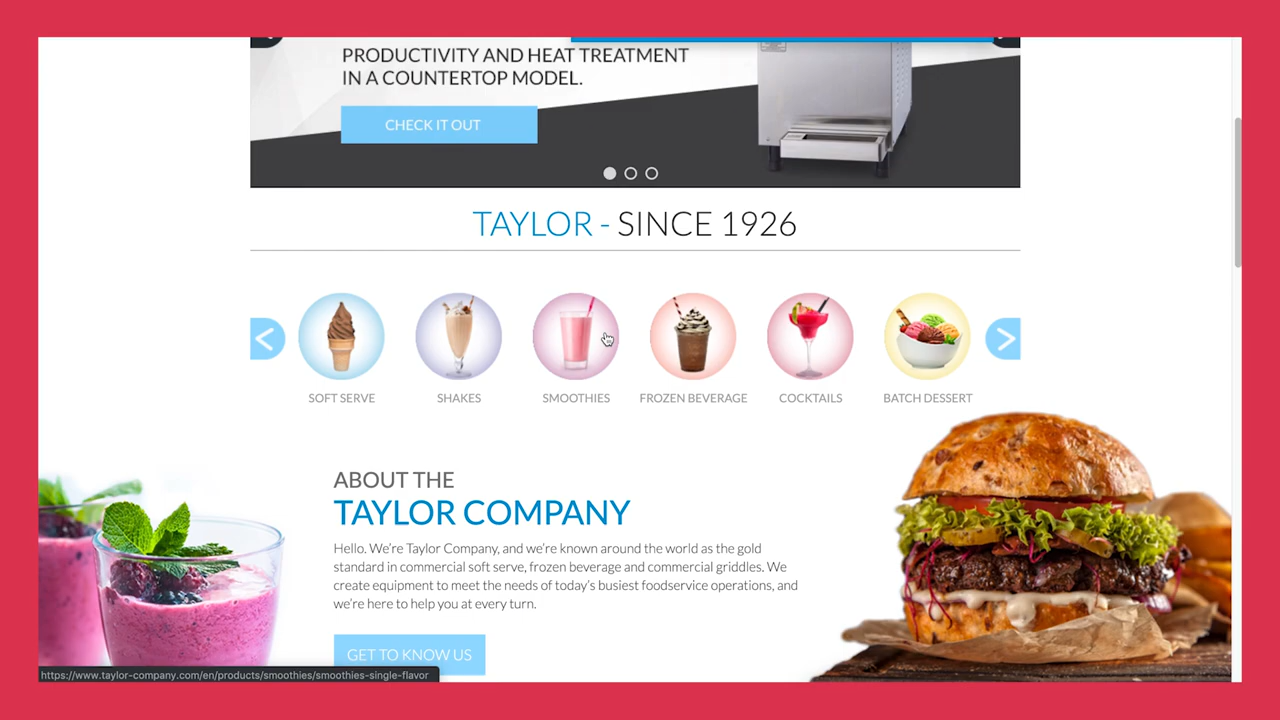 PRODUCTIVITY AND HEAT TREATMENT
IN A COUNTERTOP MODEL.
CHECK IT OUT
TAYLOR - SINCE 1926
SOFT SERVE
SHAKES
SMOOTHIES
FROZEN BEVERAGE
COCKTAILS
BATCH DESSERT
ABOUT THE
TAYLOR COMPANY
Hello. We’re Taylor Company, and we’re known around the world as the gold
standard in commercial soft serve, frozen beverage and commercial griddles. We
create equipment to meet the needs of today’s busiest foodservice operations, and
we’re here to help you at every turn.
GET TO KNOW US
https://www.taylor-company.com/en/products/smoothies/smoothies-single-flavor